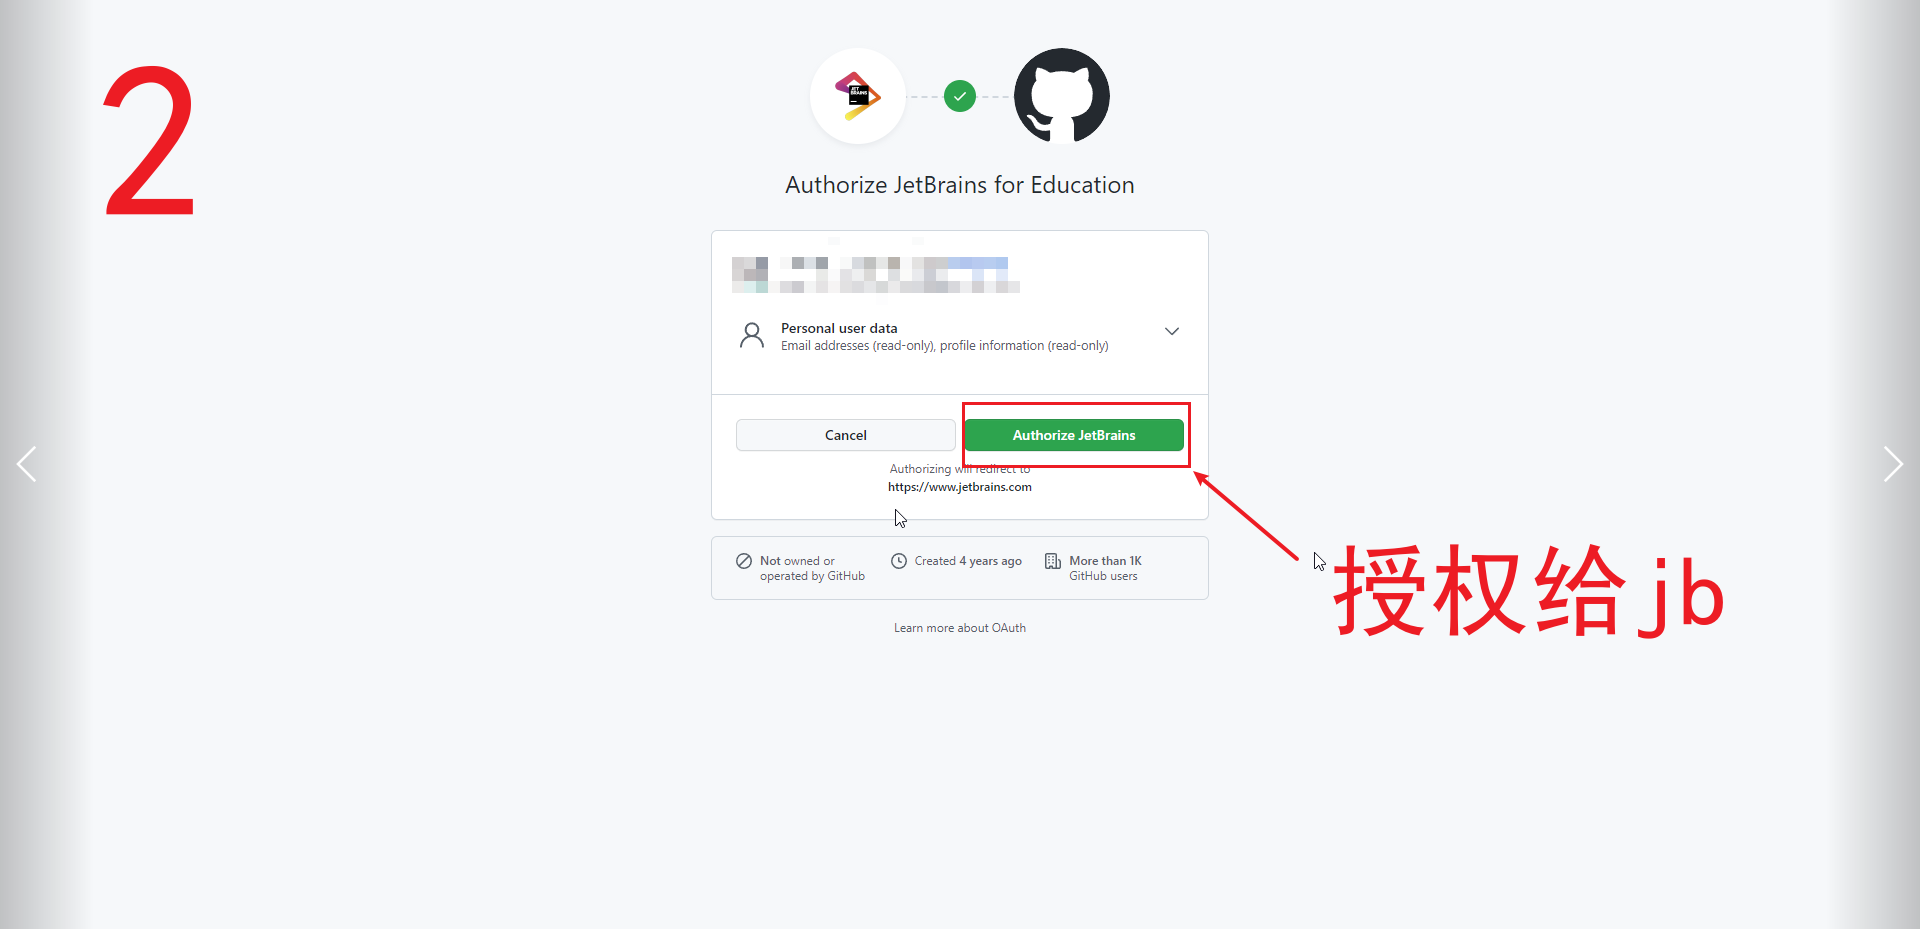 2
JET
BRAINS
Authorize JetBrains for Education
Personal user data
Email addresses (read-only), profile information (read-only)
Cancel
Authorize JetBrains
Authorizing will redirect to
https://www.jetbrains.com
Not owned or
operated by GitHub
Created 4 years ago
More than 1K
GitHub users
授权给jb
Learn more about OAuth